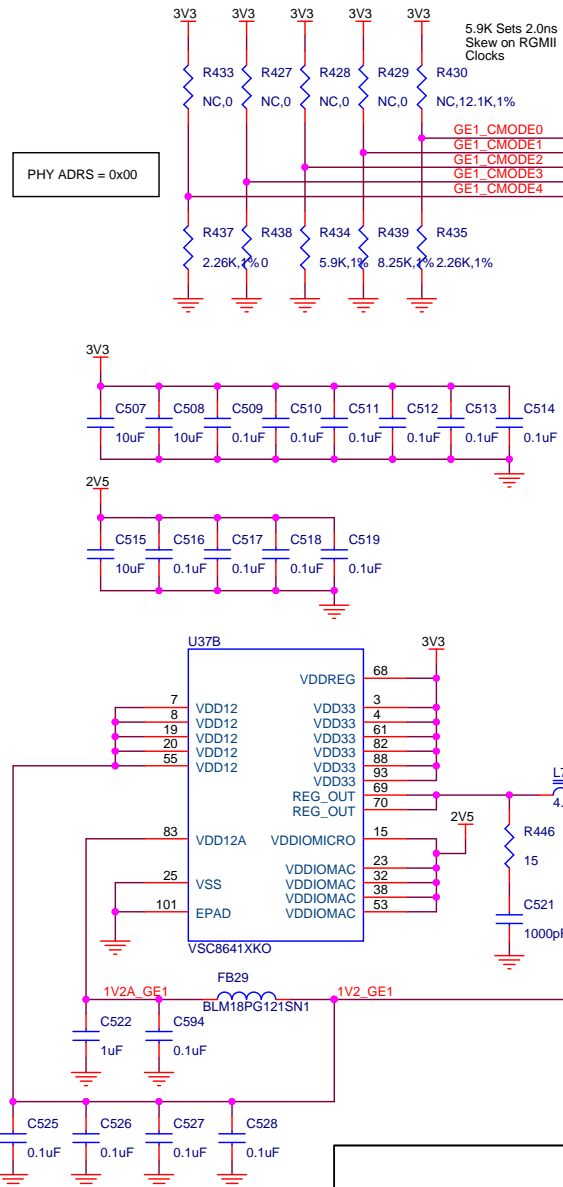 3V3 3V3 3V3 3V3 3V3
5.9K Sets 2.0ns
Skew on RGMII
Clocks
R433 R427 R428 R429 R430
NC,0 NC,0 NC,0 NC,0 NC,12.1K,1%
GE1_CMODE0
GE1_CMODE1
GE1_CMODE2
GE1_CMODE3
GE1_CMODE4
PHY ADRS = 0x00
R437 R438 R434 R439 R435
2.26K,1% 0 5.9K,1% 8.25K,1% 2.26K,1%
3V3
C507 C508 C509 C510 C511 C512 C513 C514
10uF 10uF 0.1uF 0.1uF 0.1uF 0.1uF 0.1uF 0.1uF
2V5
C515 C516 C517 C518 C519
10uF 0.1uF 0.1uF 0.1uF 0.1uF
U37B
3V3
VDDREG 68
7 VDD12 VDD33 3
8 VDD12 VDD33 4
19 VDD12 VDD33 61
20 VDD12 VDD33 82
55 VDD12 VDD33 88
VDD33 93
REG_OUT 69
REG_OUT 70
L7
4.
2V5
83 VDD12A VDDIOMICRO 15
R446
15
VDDIOMAC 23
25 VSS VDDIOMAC 32
VDDIOMAC 38
101 EPAD VDDIOMAC 53
C521
1000pF
VSC8641XKO
FB29
1V2A_GE1 1V2_GE1
BLM18PG121SN1
C522 C594
1uF 0.1uF
C525 C526 C527 C528
0.1uF 0.1uF 0.1uF 0.1uF